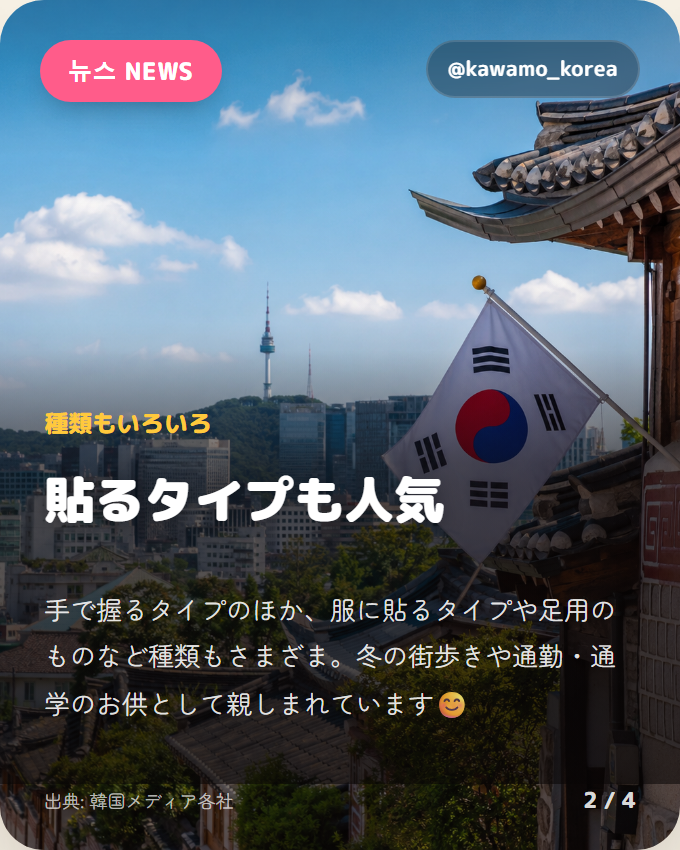 뉴스 NEWS
@kawamo_korea
種類もいろいろ
貼るタイプも人気
手で握るタイプのほか、服に貼るタイプや足用の
ものなど種類もさまざま。冬の街歩きや通勤・通
学のお供として親しまれています😊
出典: 韓国メディア各社
2 / 4